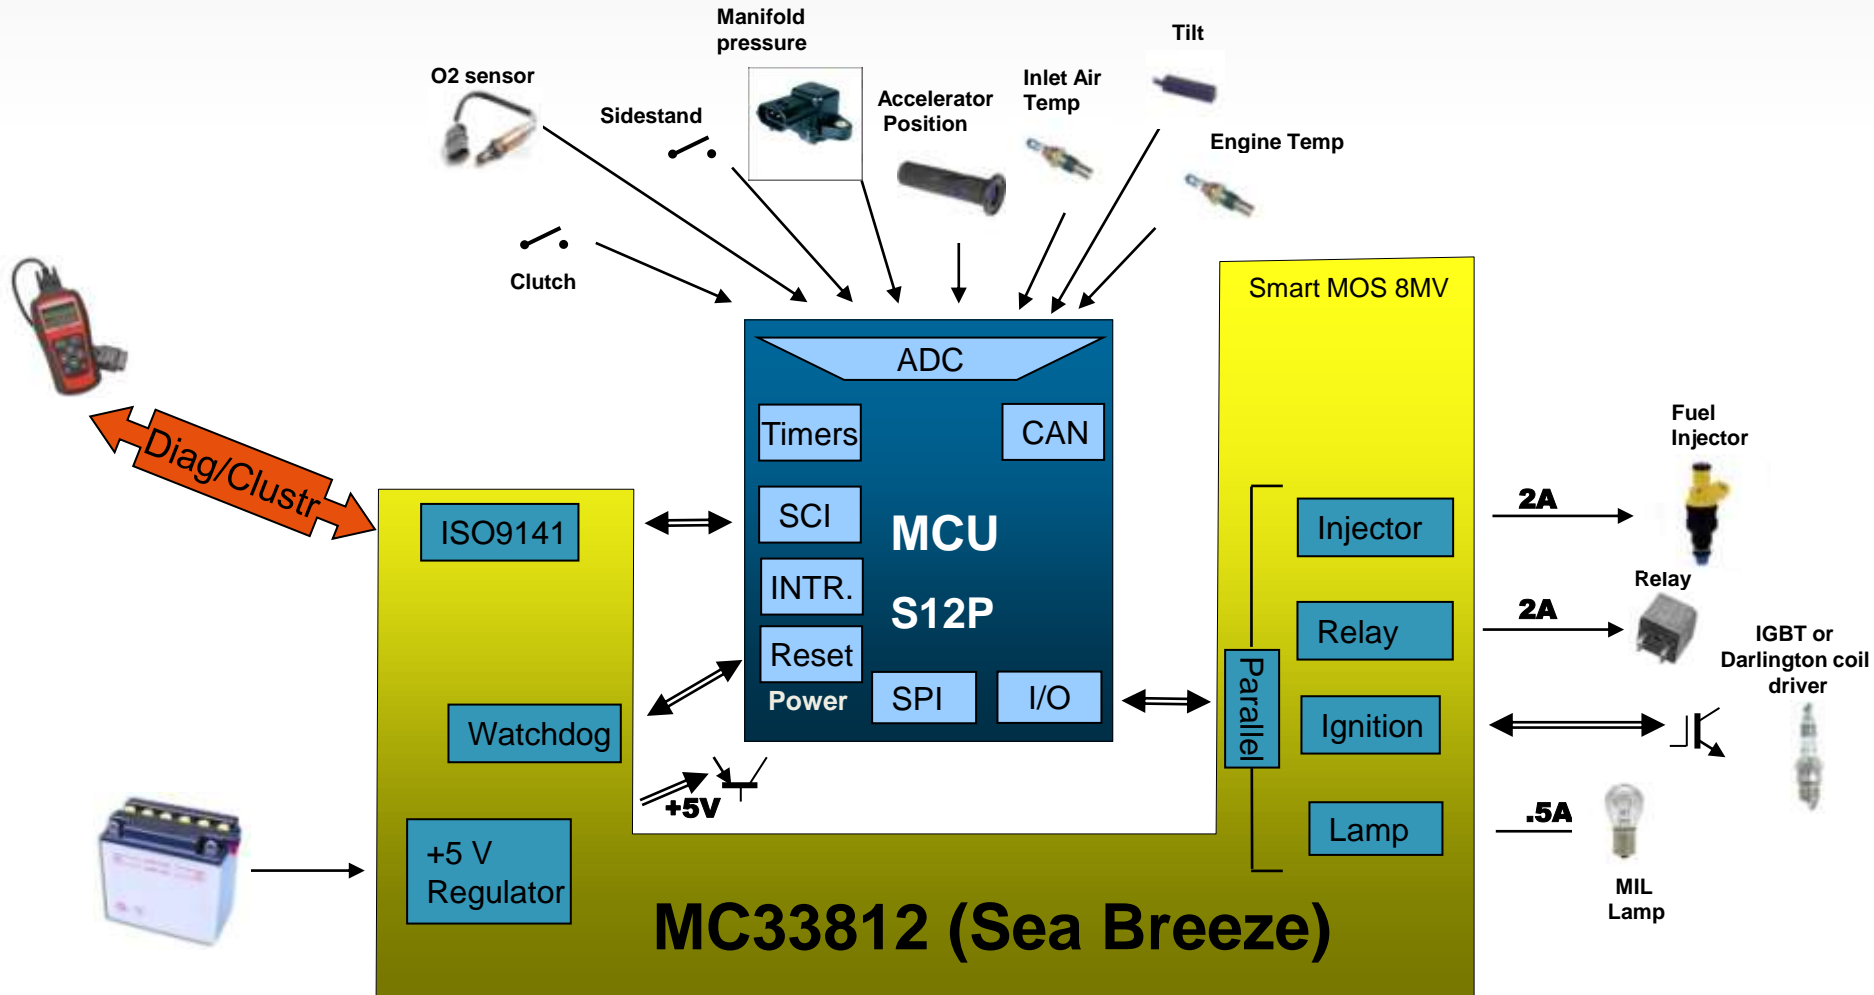 Manifold
pressure
Tilt
O2 sensor
Inlet Air
Temp
Accelerator
Position
Sidestand
Engine Temp
Clutch
Smart MOS 8MV
ADC
Timers
CAN
Diag/Clustr
Fuel
Injector
ISO9141
SCI
MCU
Injector
2A
INTR.
S12P
Relay
Relay
2A
Reset
Power
SPI
I/O
Parallel
IGBT or
Darlington coil
driver
Watchdog
Ignition
+5V
Lamp
.5A
+5 V
Regulator
MIL
Lamp
MC33812 (Sea Breeze)